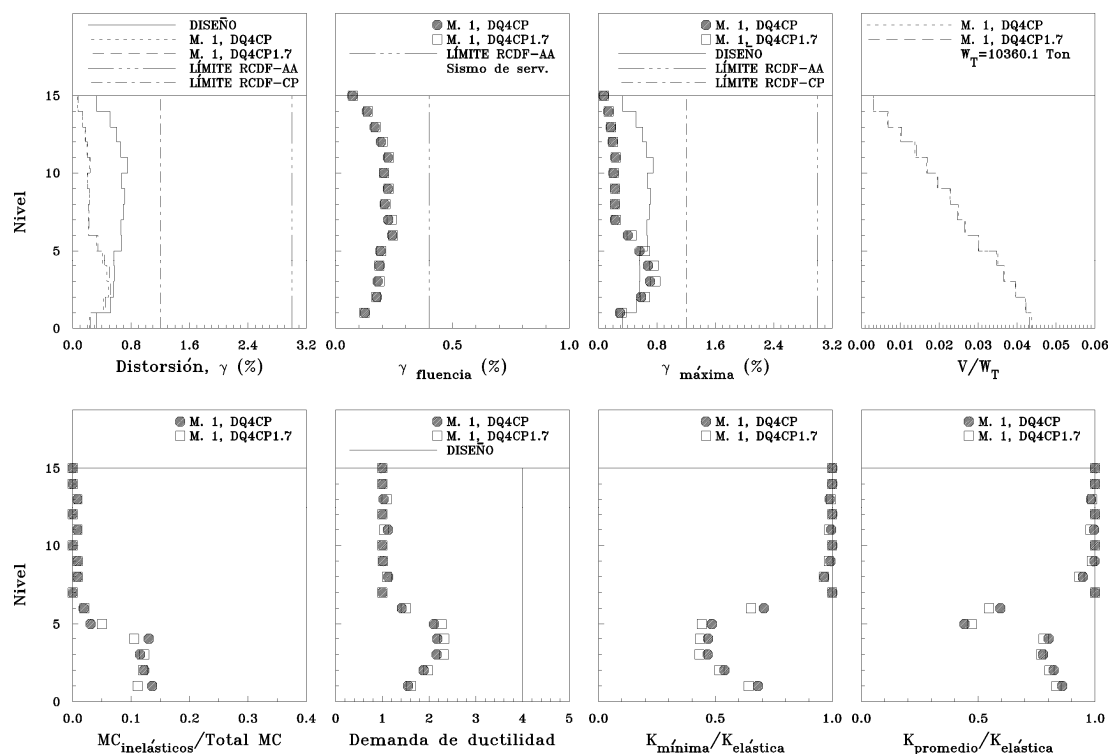 DISEÑO
M. 1, DQ4CP
M. 1, DQ4CP1.7
LÍMITE RCDF-AA
LÍMITE RCDF-CP
Nivel
15
10
5
0
0.0 0.8 1.6 2.4 3.2
Distorsión, γ (%)
M. 1, DQ4CP
M. 1, DQ4CP1.7
LÍMITE RCDF-AA
Sismo de serv.
0.0 0.5 1.0
γ fluencia (%)
M. 1, DQ4CP
M. 1, DQ4CP1.7
DISEÑO
LÍMITE RCDF-AA
LÍMITE RCDF-CP
0.0 0.8 1.6 2.4 3.2
γ máxima (%)
M. 1, DQ4CP
M. 1, DQ4CP1.7
W_T=10360.1 Ton
0.00 0.01 0.02 0.03 0.04 0.05 0.06
V/W_T
M. 1, DQ4CP
M. 1, DQ4CP1.7
Nivel
15
10
5
0
0.0 0.1 0.2 0.3 0.4
MC inelásticos/Total MC
M. 1, DQ4CP
M. 1, DQ4CP1.7
DISEÑO
0 1 2 3 4 5
Demanda de ductilidad
M. 1, DQ4CP
M. 1, DQ4CP1.7
0.0 0.5 1.0
K mínima/K elástica
M. 1, DQ4CP
M. 1, DQ4CP1.7
0.0 0.5 1.0
K promedio/K elástica